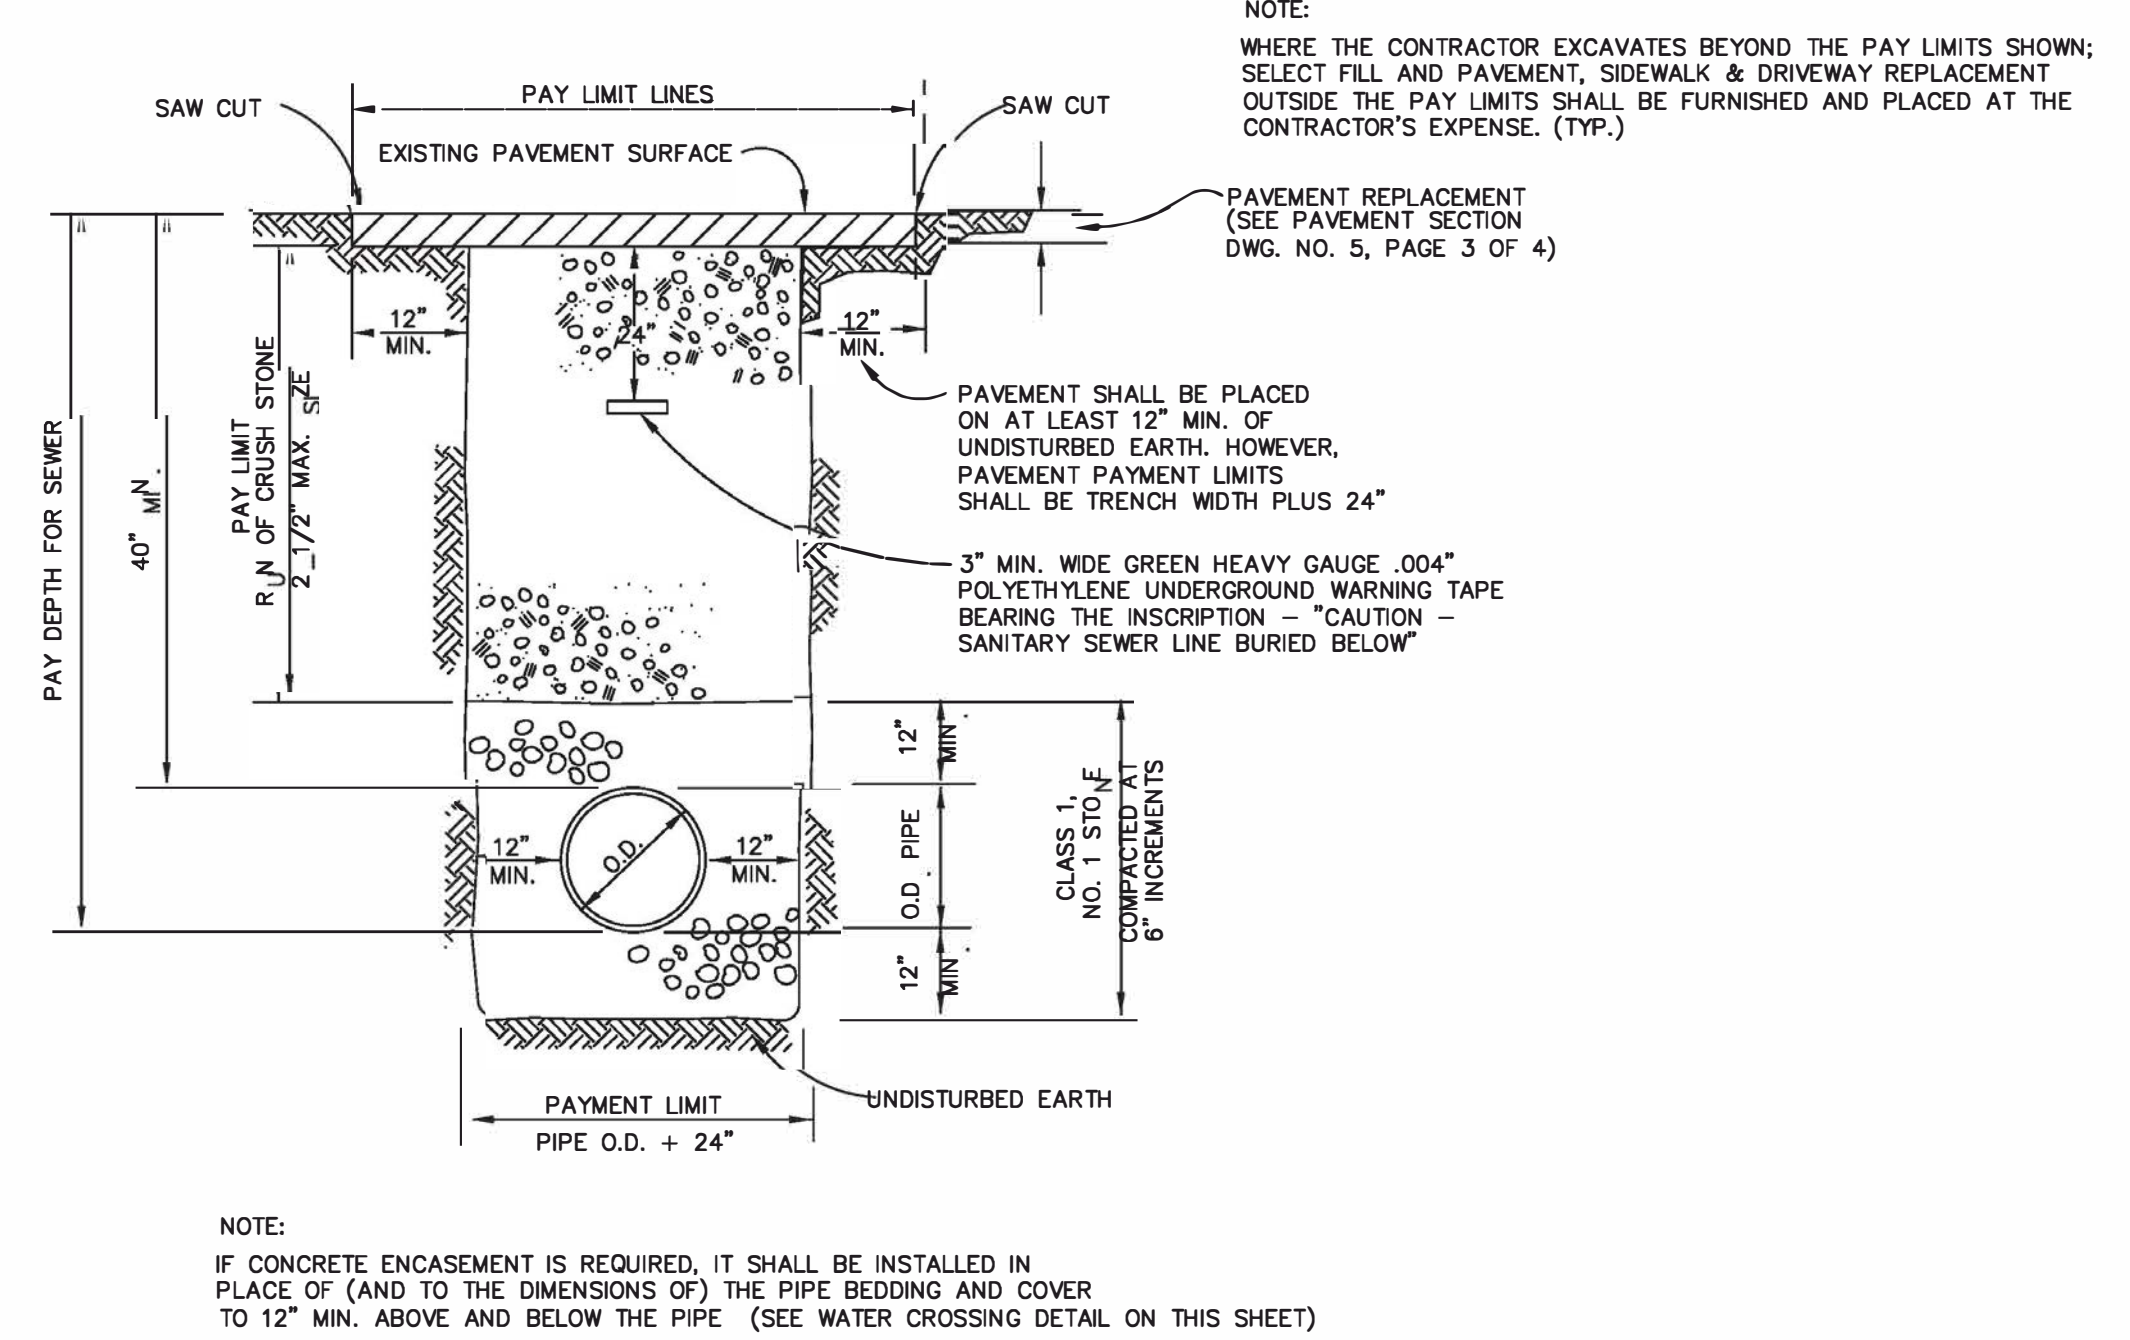 NOTE:
WHERE THE CONTRACTOR EXCAVATES BEYOND THE PAY LIMITS SHOWN;
SELECT FILL AND PAVEMENT, SIDEWALK & DRIVEWAY REPLACEMENT
OUTSIDE THE PAY LIMITS SHALL BE FURNISHED AND PLACED AT THE
CONTRACTOR'S EXPENSE. (TYP.)
SAW CUT
PAY LIMIT LINES
SAW CUT
EXISTING PAVEMENT SURFACE
PAVEMENT REPLACEMENT
(SEE PAVEMENT SECTION
DWG. NO. 5, PAGE 3 OF 4)
12"
MIN.
24"
12"
MIN.
PAVEMENT SHALL BE PLACED
ON AT LEAST 12" MIN. OF
UNDISTURBED EARTH. HOWEVER,
PAVEMENT PAYMENT LIMITS
SHALL BE TRENCH WIDTH PLUS 24"
PAY DEPTH FOR SEWER
40"
MIN.
PAY LIMIT
RUN OF CRUSH STONE
2_1/2" MAX. SIZE
3" MIN. WIDE GREEN HEAVY GAUGE .004"
POLYETHYLENE UNDERGROUND WARNING TAPE
BEARING THE INSCRIPTION – "CAUTION –
SANITARY SEWER LINE BURIED BELOW"
12"
MIN.
O.D. PIPE
12"
MIN.
CLASS 1,
NO. 1 STONE
COMPACTED AT
6" INCREMENTS
12"
MIN.
O.D.
12"
MIN.
UNDISTURBED EARTH
PAYMENT LIMIT
PIPE O.D. + 24"
NOTE:
IF CONCRETE ENCASEMENT IS REQUIRED, IT SHALL BE INSTALLED IN
PLACE OF (AND TO THE DIMENSIONS OF) THE PIPE BEDDING AND COVER
TO 12" MIN. ABOVE AND BELOW THE PIPE (SEE WATER CROSSING DETAIL ON THIS SHEET)